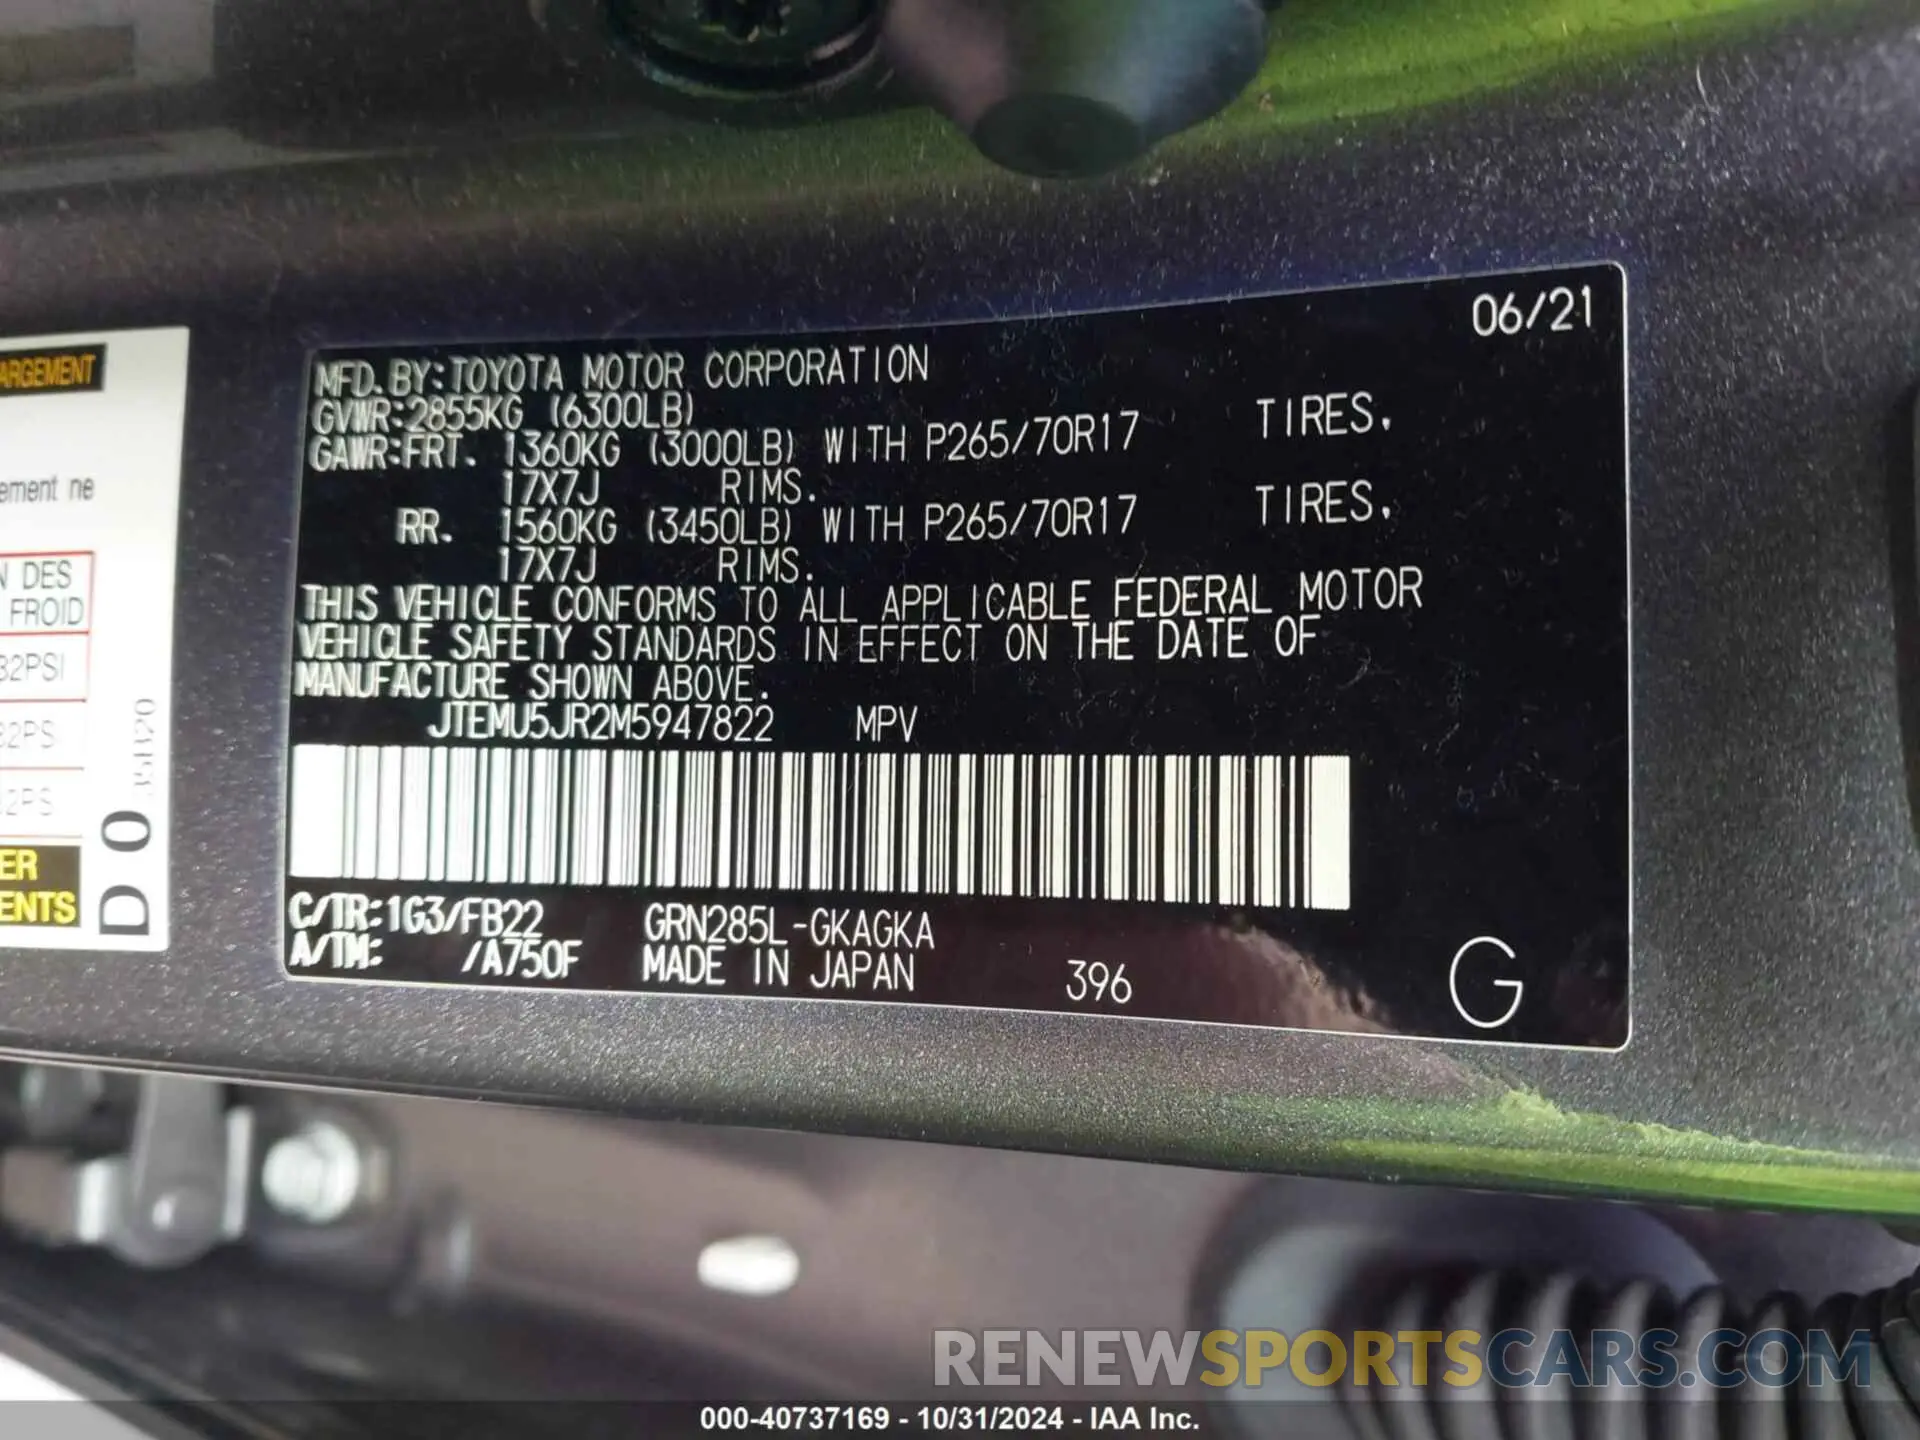 06/21
MFD.BY:TOYOTA MOTOR CORPORATION
GVWR:2855KG (6300LB)
GAWR:FRT. 1360KG (3000LB) WITH P265/70R17 TIRES.
17X7J RIMS.
RR. 1560KG (3450LB) WITH P265/70R17 TIRES.
17X7J RIMS.
THIS VEHICLE CONFORMS TO ALL APPLICABLE FEDERAL MOTOR
VEHICLE SAFETY STANDARDS IN EFFECT ON THE DATE OF
MANUFACTURE SHOWN ABOVE.
JTEMU5JR2M5947822 MPV
C/TR:1G3/FB22 GRN285L-GKAGKA
A/TM: /A750F MADE IN JAPAN 396 G
ARGEMENT
ement ne
N DES
FROID
32PSI
32PS
2PS
ER
ENTS
D 0 35B20
RENEWSPORTSCARS.COM
000-40737169 - 10/31/2024 - IAA Inc.